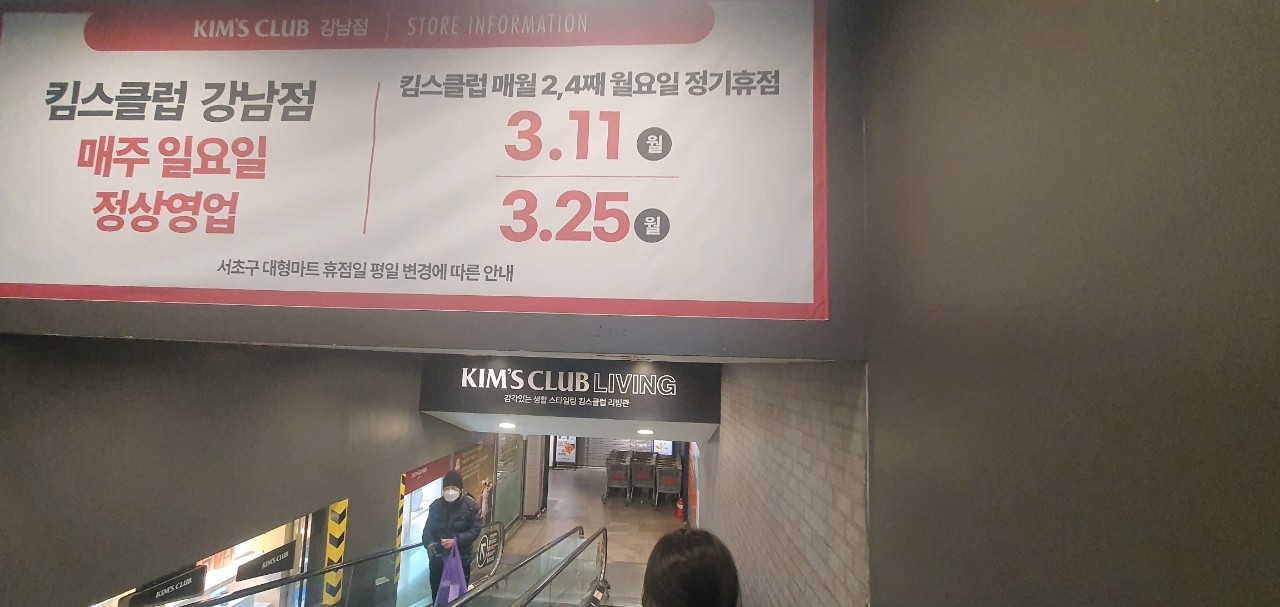 KIM'S CLUB 강남점 | STORE INFORMATION
킴스클럽 강남점
매주 일요일
정상영업
킴스클럽 매월 2,4째 월요일 정기휴점
3.11 월
3.25 월
서초구 대형마트 휴점일 평일 변경에 따른 안내
KIM'S CLUB LIVING
감각있는 생활 스타일링 킴스클럽 리빙관
KIM'S CLUB
KIM'S CLUB